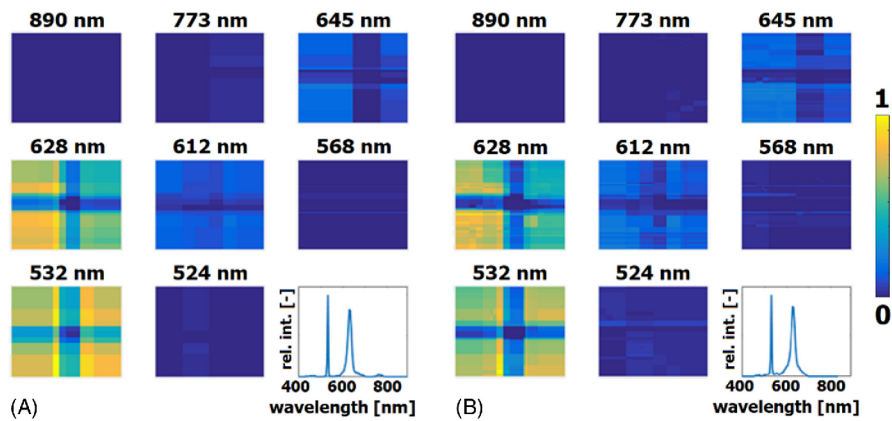 890 nm 773 nm 645 nm 890 nm 773 nm 645 nm
1
628 nm 612 nm 568 nm 628 nm 612 nm 568 nm
532 nm 524 nm 532 nm 524 nm
0
rel. int. [-] rel. int. [-]
400 600 800 400 600 800
(A) wavelength [nm] (B) wavelength [nm]